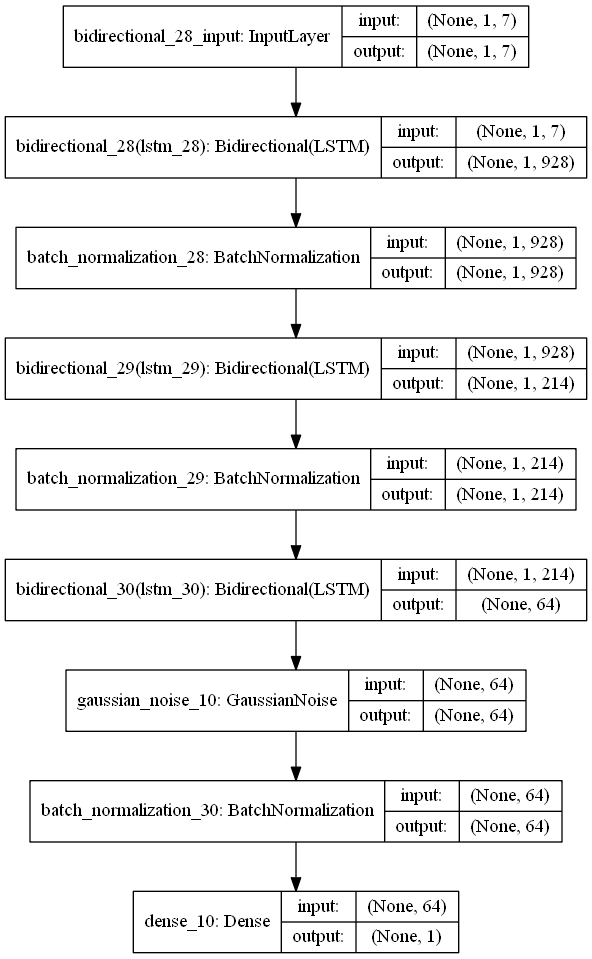 bidirectional_28_input: InputLayer
input: (None, 1, 7)
output: (None, 1, 7)
bidirectional_28(lstm_28): Bidirectional(LSTM)
input: (None, 1, 7)
output: (None, 1, 928)
batch_normalization_28: BatchNormalization
input: (None, 1, 928)
output: (None, 1, 928)
bidirectional_29(lstm_29): Bidirectional(LSTM)
input: (None, 1, 928)
output: (None, 1, 214)
batch_normalization_29: BatchNormalization
input: (None, 1, 214)
output: (None, 1, 214)
bidirectional_30(lstm_30): Bidirectional(LSTM)
input: (None, 1, 214)
output: (None, 64)
gaussian_noise_10: GaussianNoise
input: (None, 64)
output: (None, 64)
batch_normalization_30: BatchNormalization
input: (None, 64)
output: (None, 64)
dense_10: Dense
input: (None, 64)
output: (None, 1)